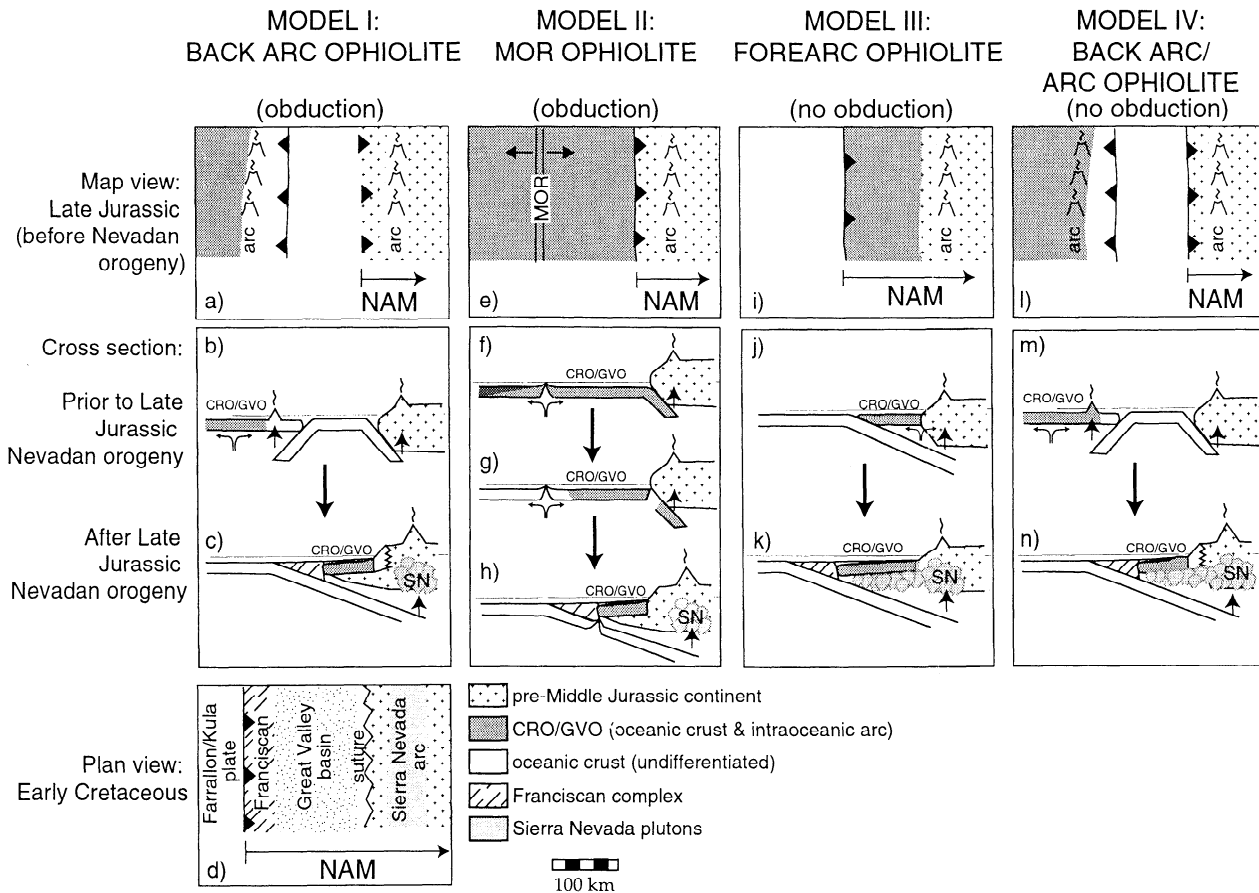 MODEL I:
BACK ARC OPHIOLITE
(obduction)
MODEL II:
MOR OPHIOLITE
(obduction)
MODEL III:
FOREARC OPHIOLITE
(no obduction)
MODEL IV:
BACK ARC/
ARC OPHIOLITE
(no obduction)
Map view:
Late Jurassic
(before Nevadan
orogeny)
arc
arc
NAM
a)
MOR
arc
NAM
e)
arc
NAM
i)
arc
arc
NAM
l)
Cross section:
Prior to Late
Jurassic
Nevadan orogeny
b)
CRO/GVO
f)
CRO/GVO
g)
CRO/GVO
j)
CRO/GVO
m)
CRO/GVO
After Late
Jurassic
Nevadan orogeny
c)
CRO/GVO
SN
h)
CRO/GVO
SN
k)
CRO/GVO
SN
n)
CRO/GVO
SN
Plan view:
Early Cretaceous
Farrallon/Kula
plate
Franciscan
Great Valley
basin
suture
Sierra Nevada
arc
NAM
d)
pre-Middle Jurassic continent
CRO/GVO (oceanic crust & intraoceanic arc)
oceanic crust (undifferentiated)
Franciscan complex
Sierra Nevada plutons
100 km